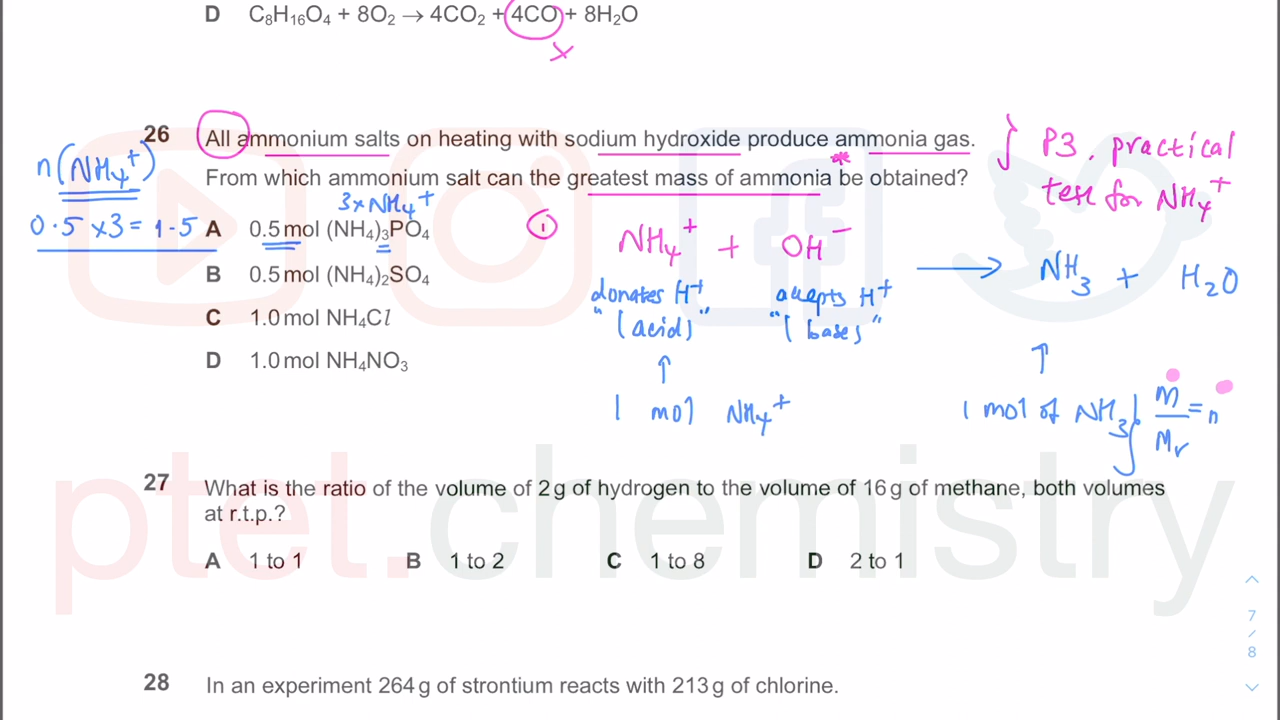 D C₈H₁₆O₄ + 8O₂ → 4CO₂ + 4CO + 8H₂O
×
26 All ammonium salts on heating with sodium hydroxide produce ammonia gas.
} P3, practical
test for NH₄⁺
n(NH₄⁺)
*
From which ammonium salt can the greatest mass of ammonia be obtained?
3×NH₄⁺
0.5 ×3 = 1.5 A 0.5 mol (NH₄)₃PO₄
B 0.5 mol (NH₄)₂SO₄
C 1.0 mol NH₄Cl
D 1.0 mol NH₄NO₃
① NH₄⁺ + OH⁻ → NH₃ + H₂O
donates H⁺ accepts H⁺
"(acid)" "(bases)"
↑ ↑
1 mol NH₄⁺ 1 mol of NH₃ } m/Mr = n
27 What is the ratio of the volume of 2 g of hydrogen to the volume of 16 g of methane, both volumes
at r.t.p.?
A 1 to 1 B 1 to 2 C 1 to 8 D 2 to 1
ptet.chemistry
7
/
8
28 In an experiment 264 g of strontium reacts with 213 g of chlorine.